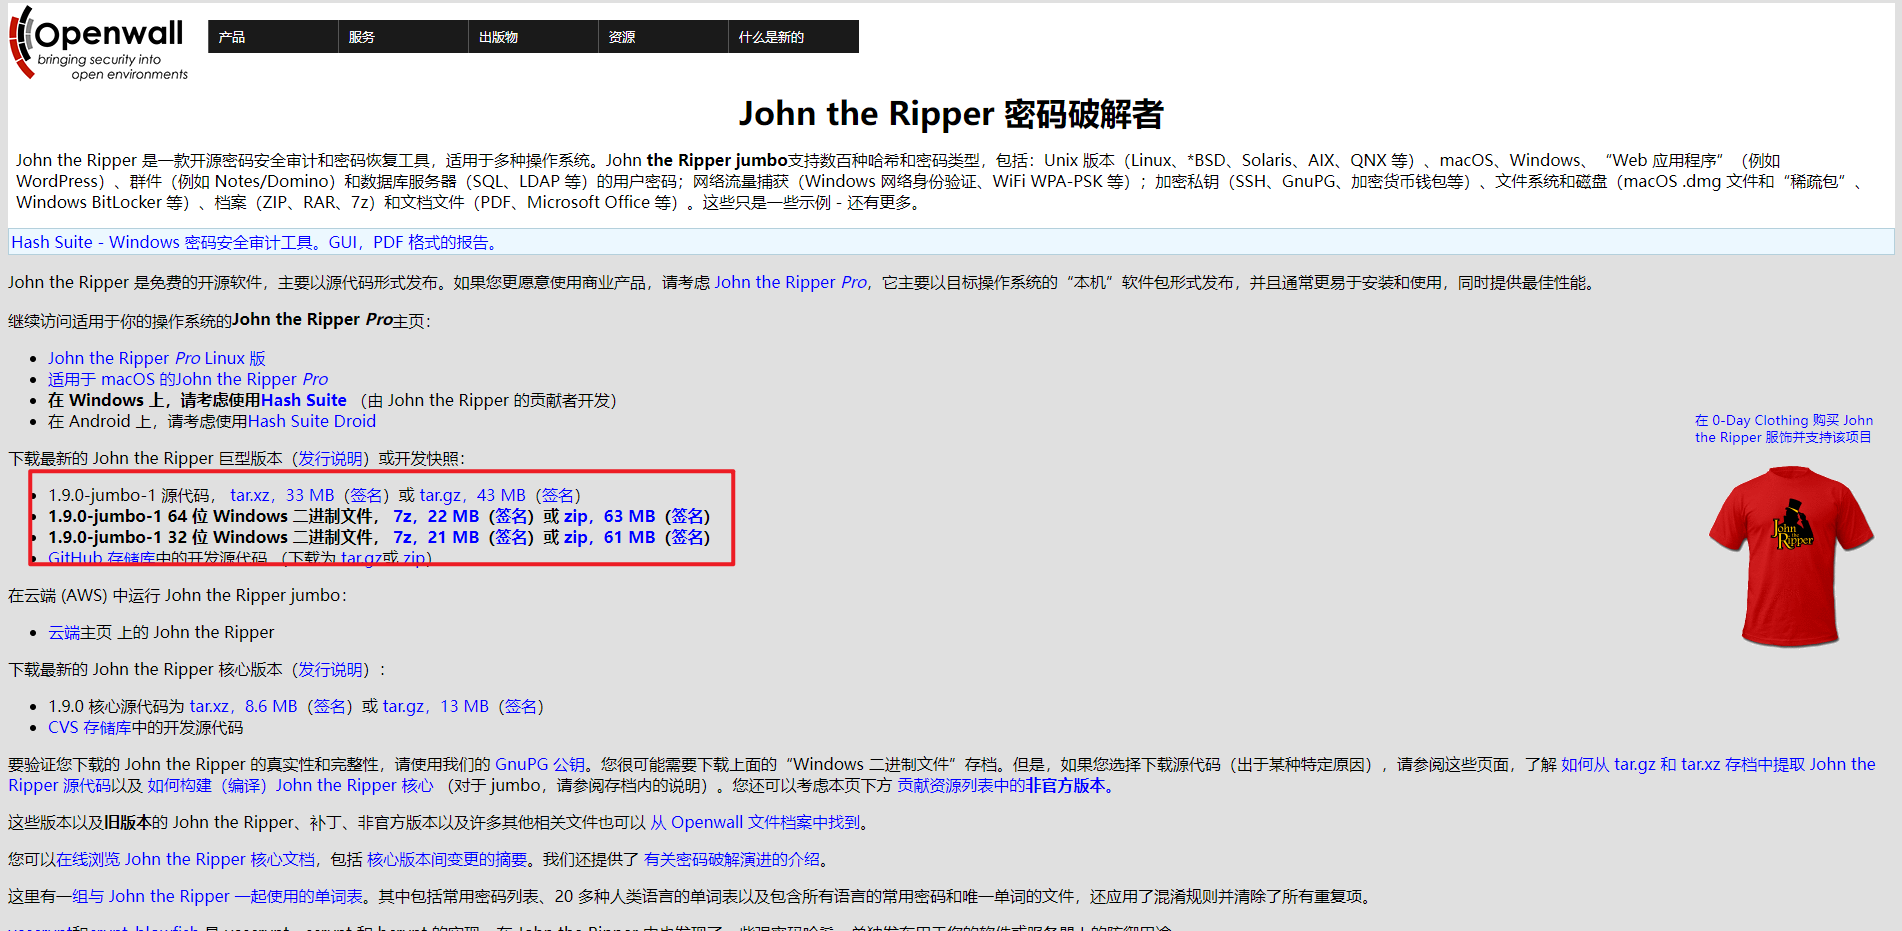 Openwall
bringing security into
open environments
产品
服务
出版物
资源
什么是新的
John the Ripper 密码破解者
John the Ripper 是一款开源密码安全审计和密码恢复工具，适用于多种操作系统。John the Ripper jumbo支持数百种哈希和密码类型，包括：Unix 版本（Linux、*BSD、Solaris、AIX、QNX 等）、macOS、Windows、“Web 应用程序”（例如
WordPress）、群件（例如 Notes/Domino）和数据库服务器（SQL、LDAP 等）的用户密码；网络流量捕获（Windows 网络身份验证、WiFi WPA-PSK 等）；加密私钥（SSH、GnuPG、加密货币钱包等）、文件系统和磁盘（macOS .dmg 文件和“稀疏包”、
Windows BitLocker 等）、档案（ZIP、RAR、7z）和文档文件（PDF、Microsoft Office 等）。这些只是一些示例 - 还有更多。
Hash Suite - Windows 密码安全审计工具。GUI，PDF 格式的报告。
John the Ripper 是免费的开源软件，主要以源代码形式发布。如果您更愿意使用商业产品，请考虑 John the Ripper Pro，它主要以目标操作系统的“本机”软件包形式发布，并且通常更易于安装和使用，同时提供最佳性能。
继续访问适用于你的操作系统的John the Ripper Pro主页：
John the Ripper Pro Linux 版
适用于 macOS 的John the Ripper Pro
在 Windows 上，请考虑使用Hash Suite （由 John the Ripper 的贡献者开发）
在 Android 上，请考虑使用Hash Suite Droid
在 0-Day Clothing 购买 John
the Ripper 服饰并支持该项目
John
the
Ripper
下载最新的 John the Ripper 巨型版本（发行说明）或开发快照：
1.9.0-jumbo-1 源代码， tar.xz，33 MB（签名）或 tar.gz，43 MB（签名）
1.9.0-jumbo-1 64 位 Windows 二进制文件， 7z，22 MB（签名）或 zip，63 MB（签名）
1.9.0-jumbo-1 32 位 Windows 二进制文件， 7z，21 MB（签名）或 zip，61 MB（签名）
GitHub 存储库中的开发源代码 （下载为 tar.gz或 zip）
在云端 (AWS) 中运行 John the Ripper jumbo：
云端主页 上的 John the Ripper
下载最新的 John the Ripper 核心版本（发行说明）：
1.9.0 核心源代码为 tar.xz，8.6 MB（签名）或 tar.gz，13 MB（签名）
CVS 存储库中的开发源代码
要验证您下载的 John the Ripper 的真实性和完整性，请使用我们的 GnuPG 公钥。您很可能需要下载上面的“Windows 二进制文件”存档。但是，如果您选择下载源代码（出于某种特定原因），请参阅这些页面，了解 如何从 tar.gz 和 tar.xz 存档中提取 John the
Ripper 源代码以及 如何构建（编译）John the Ripper 核心 （对于 jumbo，请参阅存档内的说明）。您还可以考虑本页下方 贡献资源列表中的非官方版本。
这些版本以及旧版本的 John the Ripper、补丁、非官方版本以及许多其他相关文件也可以 从 Openwall 文件档案中找到。
您可以在线浏览 John the Ripper 核心文档，包括 核心版本间变更的摘要。我们还提供了 有关密码破解演进的介绍。
这里有一组与 John the Ripper 一起使用的单词表。其中包括常用密码列表、20 多种人类语言的单词表以及包含所有语言的常用密码和唯一单词的文件，还应用了混淆规则并清除了所有重复项。